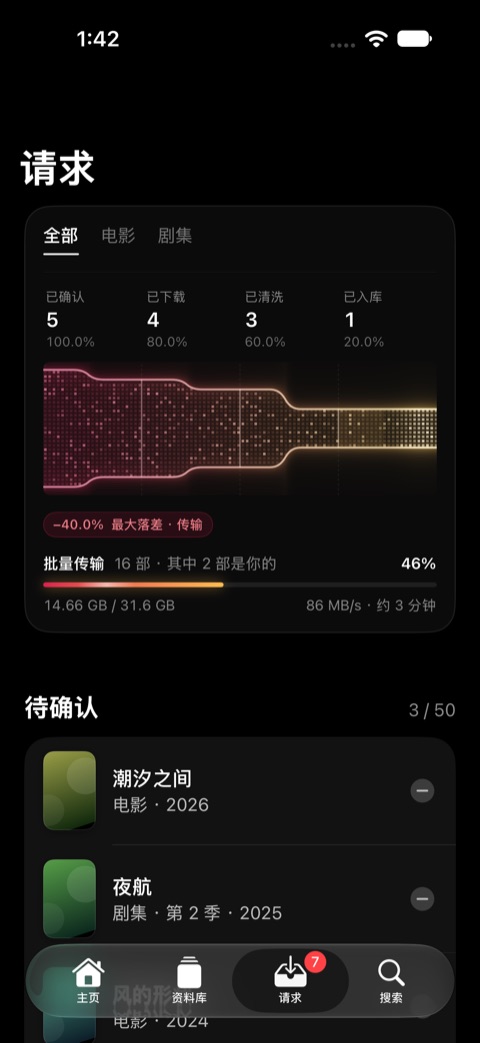 1:42
请求
全部 电影 剧集
已确认 已下载 已清洗 已入库
5 4 3 1
100.0% 80.0% 60.0% 20.0%
−40.0% 最大落差 · 传输
批量传输 16 部 · 其中 2 部是你的 46%
14.66 GB / 31.6 GB 86 MB/s · 约 3 分钟
待确认 3 / 50
潮汐之间
电影 · 2026
夜航
剧集 · 第 2 季 · 2025
7
风的形
主页 资料库 请求 搜索
电影 · 2024